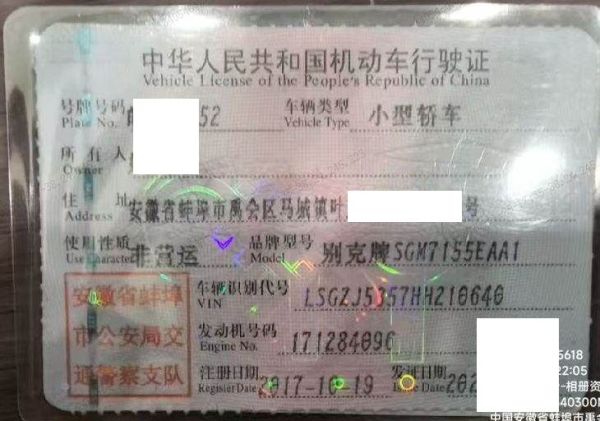 中华人民共和国机动车行驶证
Vehicle License of the People's Republic of China
号牌号码 52 车辆类型 小型轿车
Plate No. Vehicle Type
所有人
Owner
住址 安徽省蚌埠市禹会区马城镇叶 号
Address
使用性质 非营运 品牌型号 别克牌SGM7155EAA1
Use Character Model
安徽省蚌埠 车辆识别代号 LSGZJ5357HH210640
VIN
市公安局交 发动机号码 171284096
Engine No.
通警察支队 注册日期 2017-10-19 发证日期 202
Register Date Issue Date
5618
22:05
-相册资
40300N
中国安徽省蚌埠市禹会